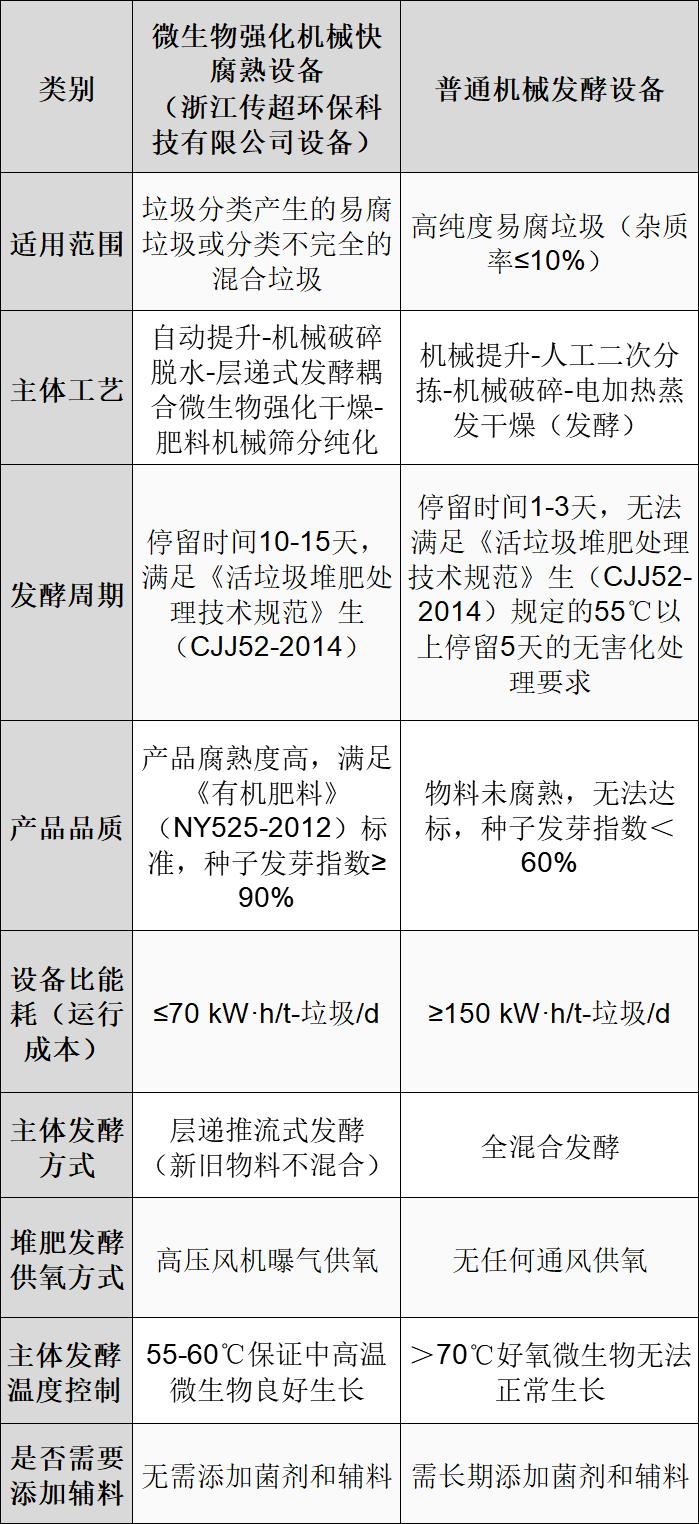 类别
微生物强化机械快
腐熟设备
（浙江传超环保科
技有限公司设备）
普通机械发酵设备
适用范围
垃圾分类产生的易腐
垃圾或分类不完全的
混合垃圾
高纯度易腐垃圾（杂质
率≤10%）
主体工艺
自动提升-机械破碎
脱水-层递式发酵耦
合微生物强化干燥-
肥料机械筛分纯化
机械提升-人工二次分
拣-机械破碎-电加热蒸
发干燥（发酵）
发酵周期
停留时间10-15天，
满足《活垃圾堆肥处
理技术规范》生
（CJJ52-2014）
停留时间1-3天，无法
满足《活垃圾堆肥处理
技术规范》生（CJJ52-
2014）规定的55℃以
上停留5天的无害化处
理要求
产品品质
产品腐熟度高，满足
《有机肥料》
（NY525-2012）标
准，种子发芽指数≥
90%
物料未腐熟，无法达
标，种子发芽指数＜
60%
设备比能
耗（运行
成本）
≤70 kW·h/t-垃圾/d
≥150 kW·h/t-垃圾/d
主体发酵
方式
层递推流式发酵
（新旧物料不混合）
全混合发酵
堆肥发酵
供氧方式
高压风机曝气供氧
无任何通风供氧
主体发酵
温度控制
55-60℃保证中高温
微生物良好生长
＞70℃好氧微生物无法
正常生长
是否需要
添加辅料
无需添加菌剂和辅料
需长期添加菌剂和辅料